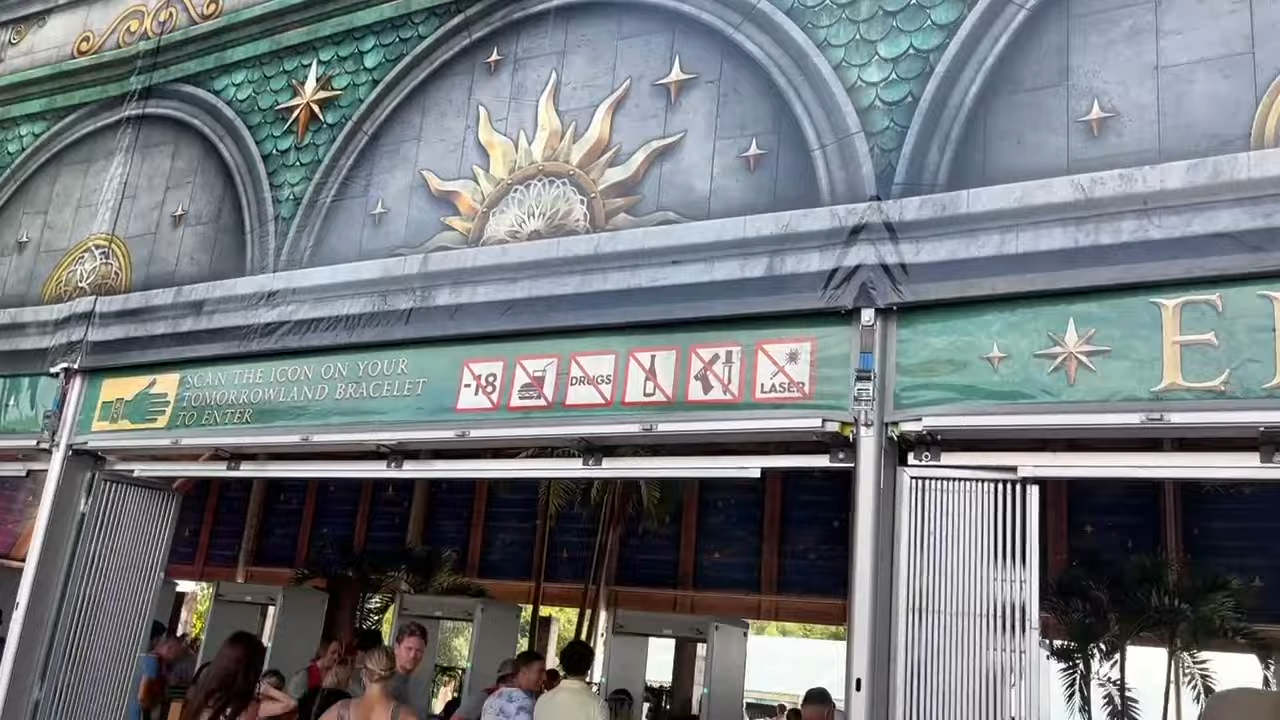 SCAN THE ICON ON YOUR
TOMORROWLAND BRACELET
TO ENTER
-18
DRUGS
LASER
E